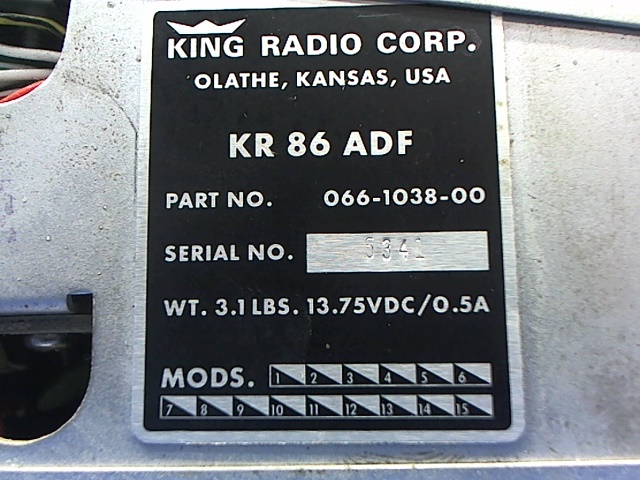 KING RADIO CORP.
OLATHE, KANSAS, USA
KR 86 ADF
PART NO. 066-1038-00
SERIAL NO. 5341
WT. 3.1 LBS. 13.75VDC/0.5A
MODS. 1 2 3 4 5 6
7 8 9 10 11 12 13 14 15